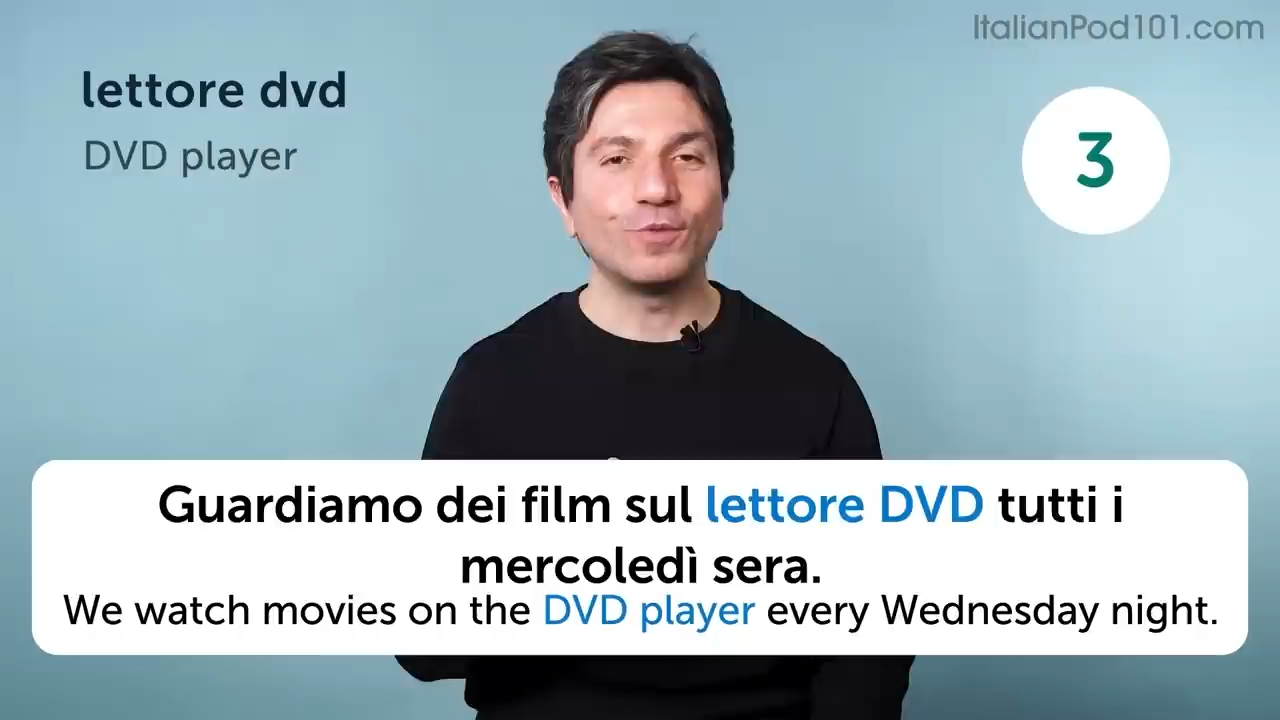 ItalianPod101.com
lettore dvd
DVD player
3
Guardiamo dei film sul lettore DVD tutti i
mercoledì sera.
We watch movies on the DVD player every Wednesday night.